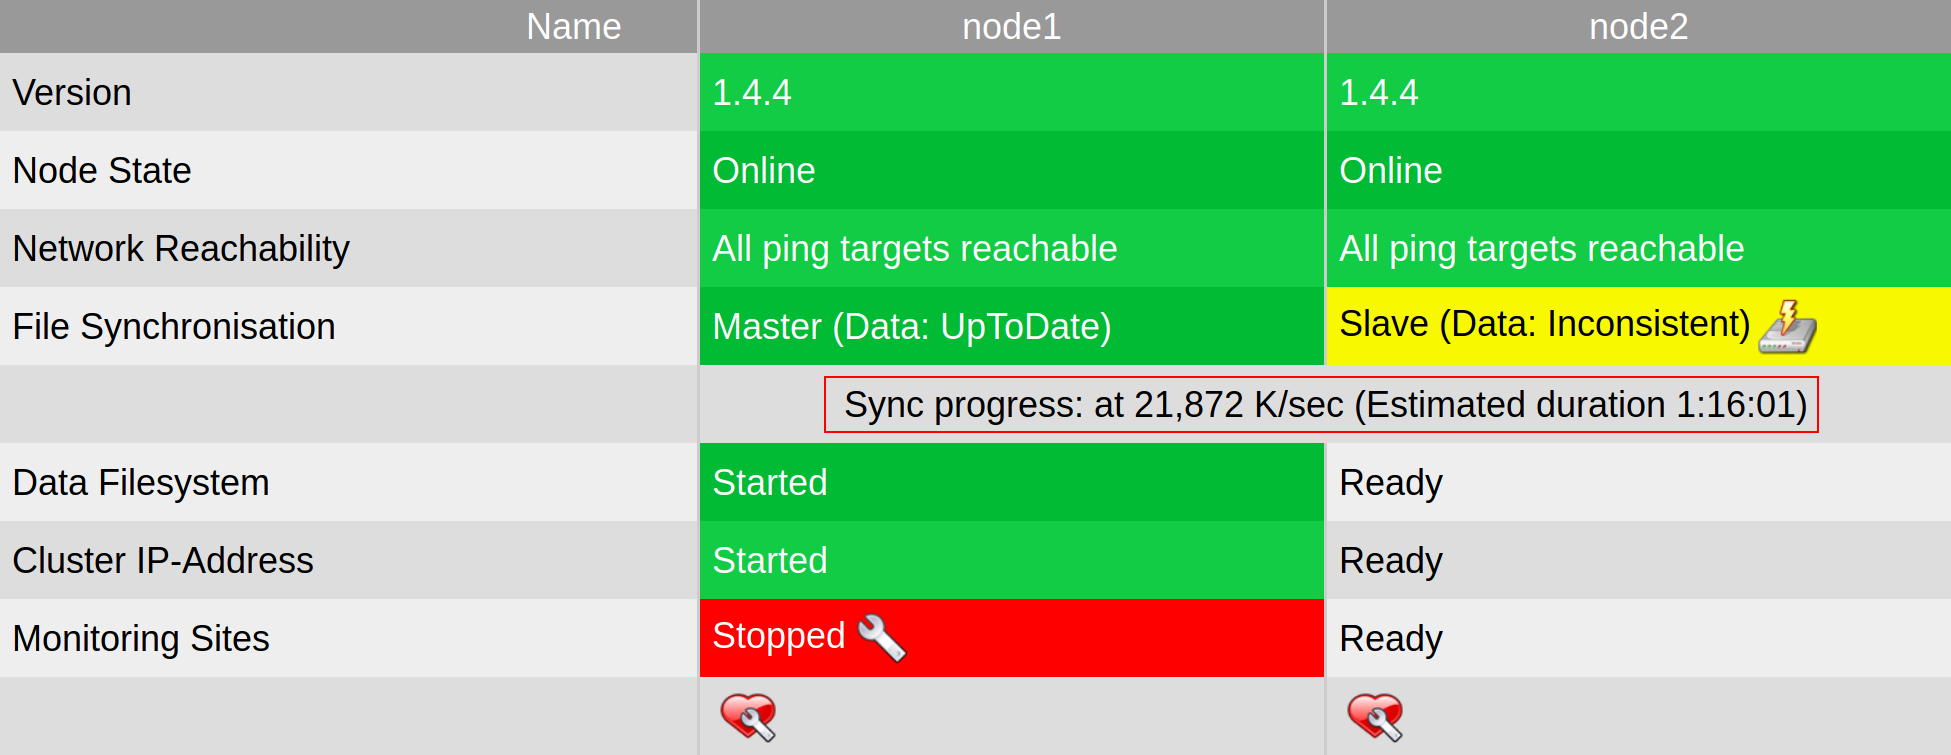 Name node1 node2
Version 1.4.4 1.4.4
Node State Online Online
Network Reachability All ping targets reachable All ping targets reachable
File Synchronisation Master (Data: UpToDate) Slave (Data: Inconsistent)
Sync progress: at 21,872 K/sec (Estimated duration 1:16:01)
Data Filesystem Started Ready
Cluster IP-Address Started Ready
Monitoring Sites Stopped Ready